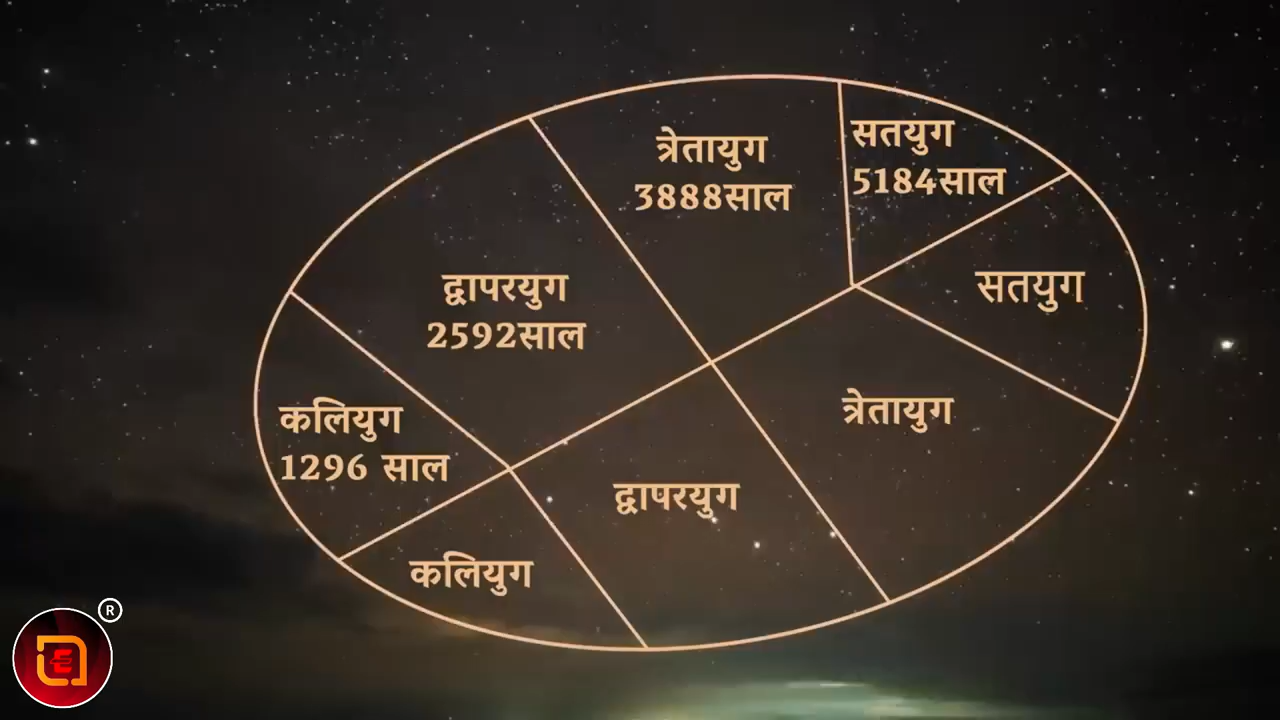 त्रेतायुग
3888साल
सतयुग
5184साल
द्वापरयुग
2592साल
सतयुग
कलियुग
1296 साल
त्रेतायुग
द्वापरयुग
कलियुग
R